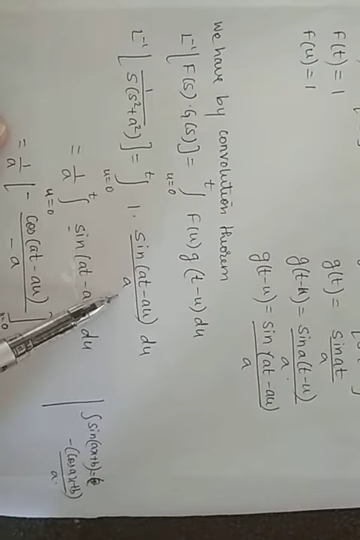 f(t) = 1
g(t) = sin at / a
f(u) = 1
g(t-u) = sin a(t-u) / a
g(t-u) = sin (at-au) / a
We have by convolution theorem
L⁻¹[F(s)·G(s)] = ∫_{u=0}^{t} f(u) g(t-u) du
L⁻¹[1 / s(s²+a²)] = ∫_{u=0}^{t} 1· sin(at-au) / a du
= 1/a ∫_{u=0}^{t} sin(at-au) du
= 1/a [- cos(at-au) / -a ]_{u=0}
∫sin(ax+b) =
-(cos ax+b) / a